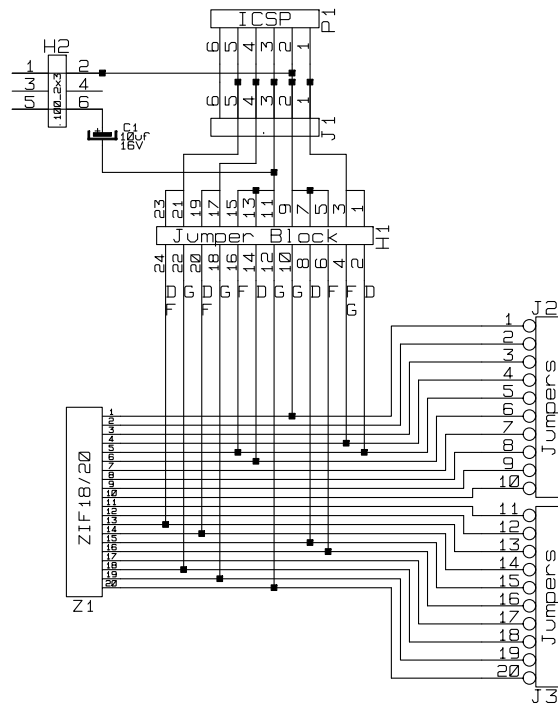 ICSP
P1
6 5 4 3 2 1
H2
1 2
3 4
5 6
.100_2x3
6 5 4 3 2 1
J1
C1
10uf
16V
23 21 19 17 15 13 11 9 7 5 3 1
Jumper Block
H1
24 22 20 18 16 14 12 10 8 6 4 2
D G D G F D G G D F F D
F F G
J2
1
2
3
4
5
6
7
8
9
10
Jumpers
ZIF18/20
1
2
3
4
5
6
7
8
9
10
11
12
13
14
15
16
17
18
19
20
Z1
11
12
13
14
15
16
17
18
19
20
Jumpers
J3